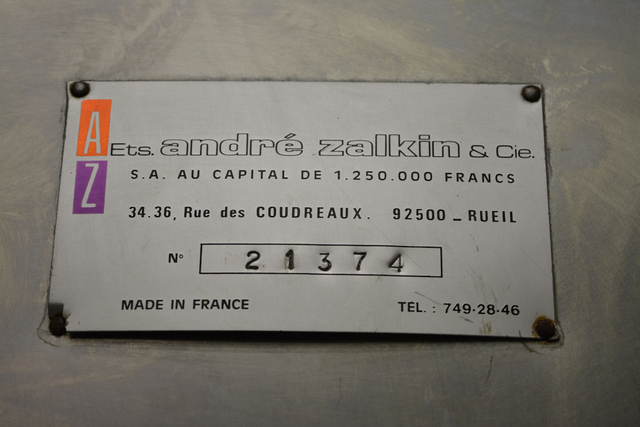 A
Z
Ets. andré zalkin & Cie.
S.A. AU CAPITAL DE 1.250.000 FRANCS
34.36, Rue des COUDREAUX. 92500 _ RUEIL
N° 21374
MADE IN FRANCE TÉL. : 749·28·46